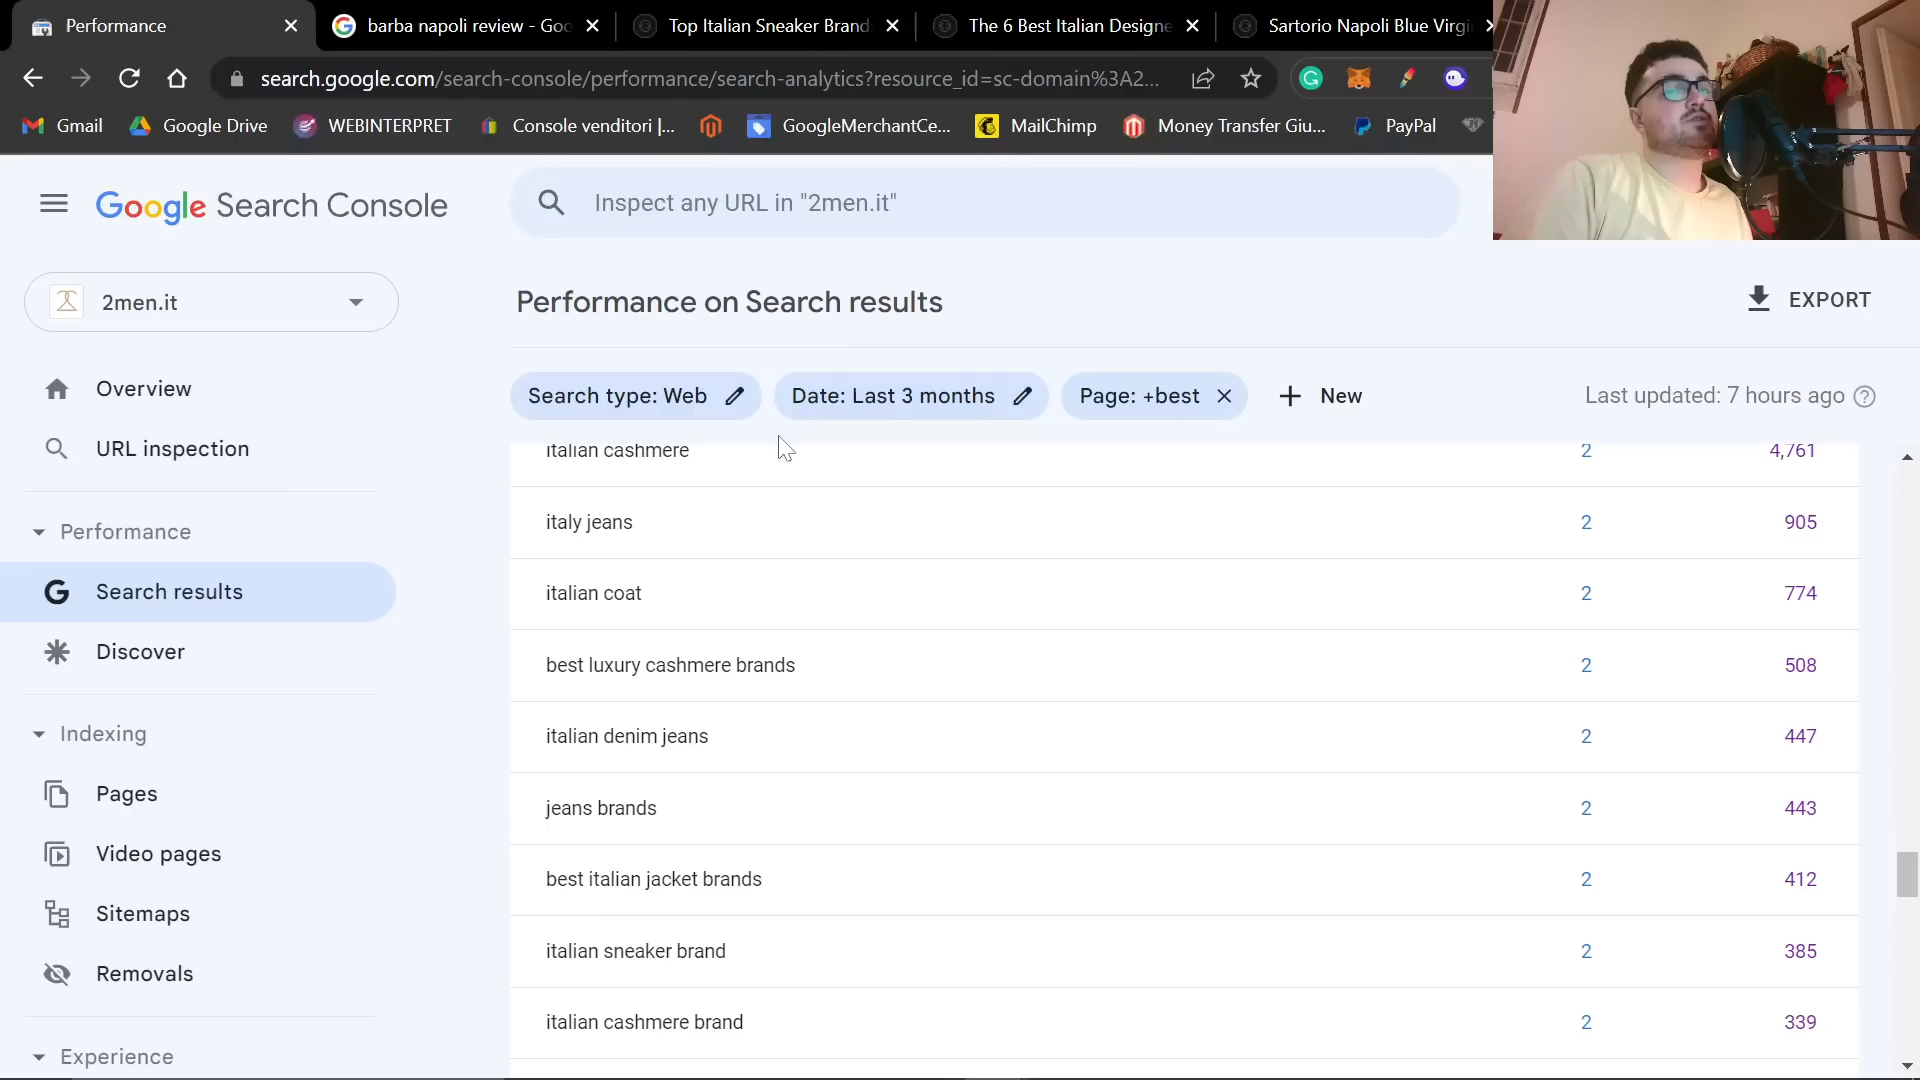 Performance
barba napoli review - Goo
Top Italian Sneaker Brand
The 6 Best Italian Designe
Sartorio Napoli Blue Virgi
search.google.com/search-console/performance/search-analytics?resource_id=sc-domain%3A2...
Gmail
Google Drive
WEBINTERPRET
Console venditori |...
GoogleMerchantCe...
MailChimp
Money Transfer Giu...
PayPal
Google Search Console
Inspect any URL in "2men.it"
2men.it
Performance on Search results
EXPORT
Search type: Web
Date: Last 3 months
Page: +best
New
Last updated: 7 hours ago
Overview
URL inspection
Performance
Search results
Discover
Indexing
Pages
Video pages
Sitemaps
Removals
Experience
italian cashmere 2 4,761
italy jeans 2 905
italian coat 2 774
best luxury cashmere brands 2 508
italian denim jeans 2 447
jeans brands 2 443
best italian jacket brands 2 412
italian sneaker brand 2 385
italian cashmere brand 2 339